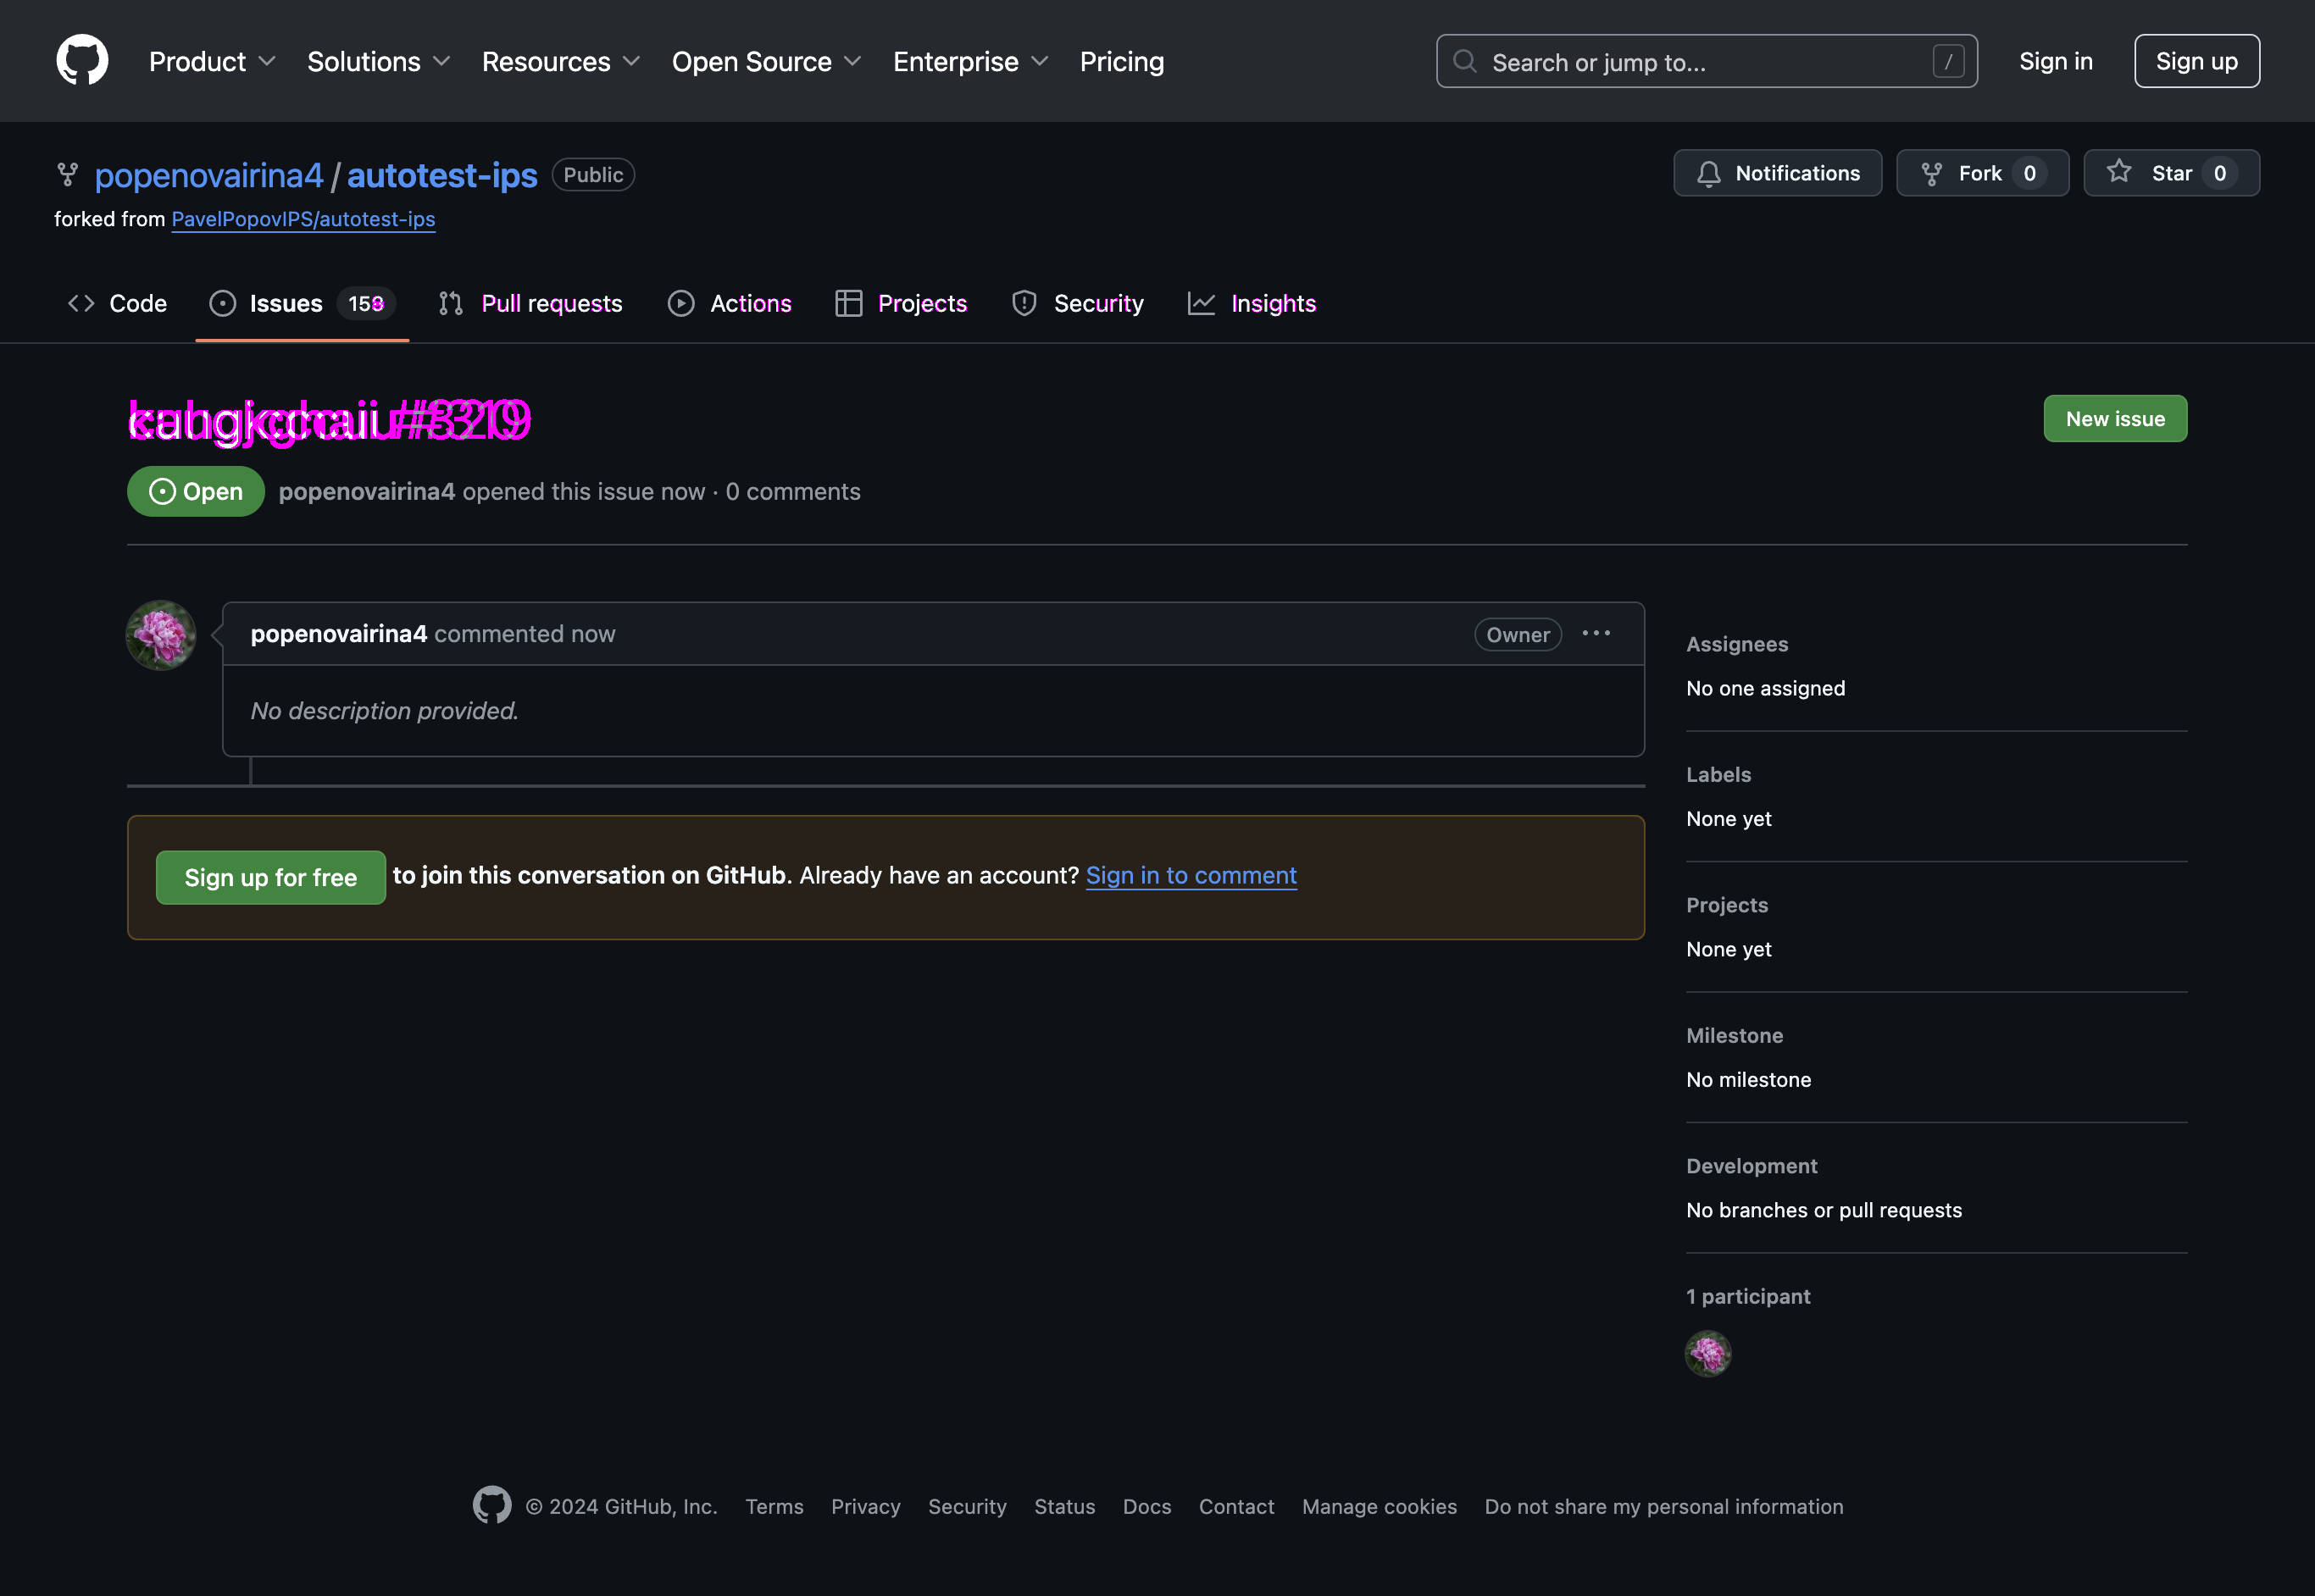 Product Solutions Resources Open Source Enterprise Pricing Search or jump to... / Sign in Sign up
popenovairina4 / autotest-ips Public Notifications Fork 0 Star 0
forked from PavelPopovIPS/autotest-ips
Code Issues Pull requests Actions Projects Security Insights
New issue
Open popenovairina4 opened this issue now · 0 comments
popenovairina4 commented now Owner ...
No description provided.
Sign up for free to join this conversation on GitHub. Already have an account? Sign in to comment
Assignees
No one assigned
Labels
None yet
Projects
None yet
Milestone
No milestone
Development
No branches or pull requests
1 participant
© 2024 GitHub, Inc. Terms Privacy Security Status Docs Contact Manage cookies Do not share my personal information